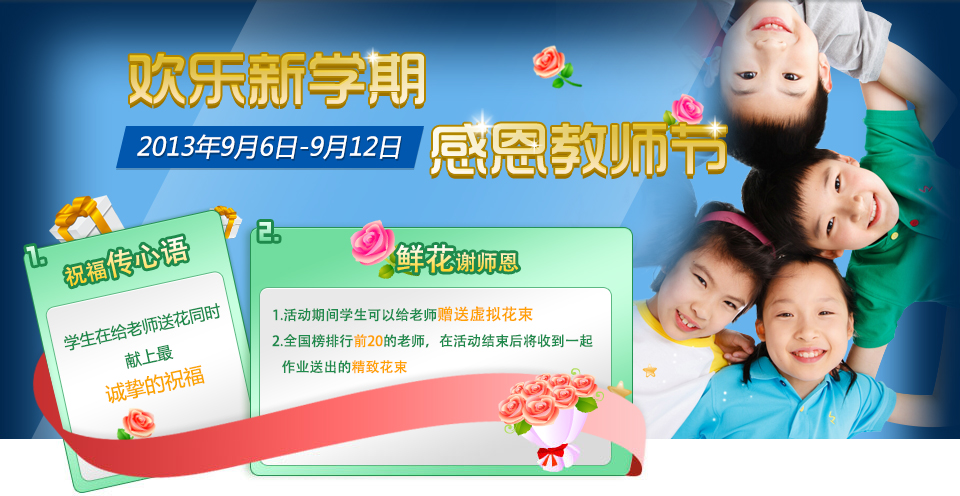 欢乐新学期
2013年9月6日-9月12日
感恩教师节
1.
祝福传心语
学生在给老师送花同时
献上最
诚挚的祝福
2.
鲜花谢师恩
1.活动期间学生可以给老师赠送虚拟花束
2.全国榜排行前20的老师，在活动结束后将收到一起
作业送出的精致花束